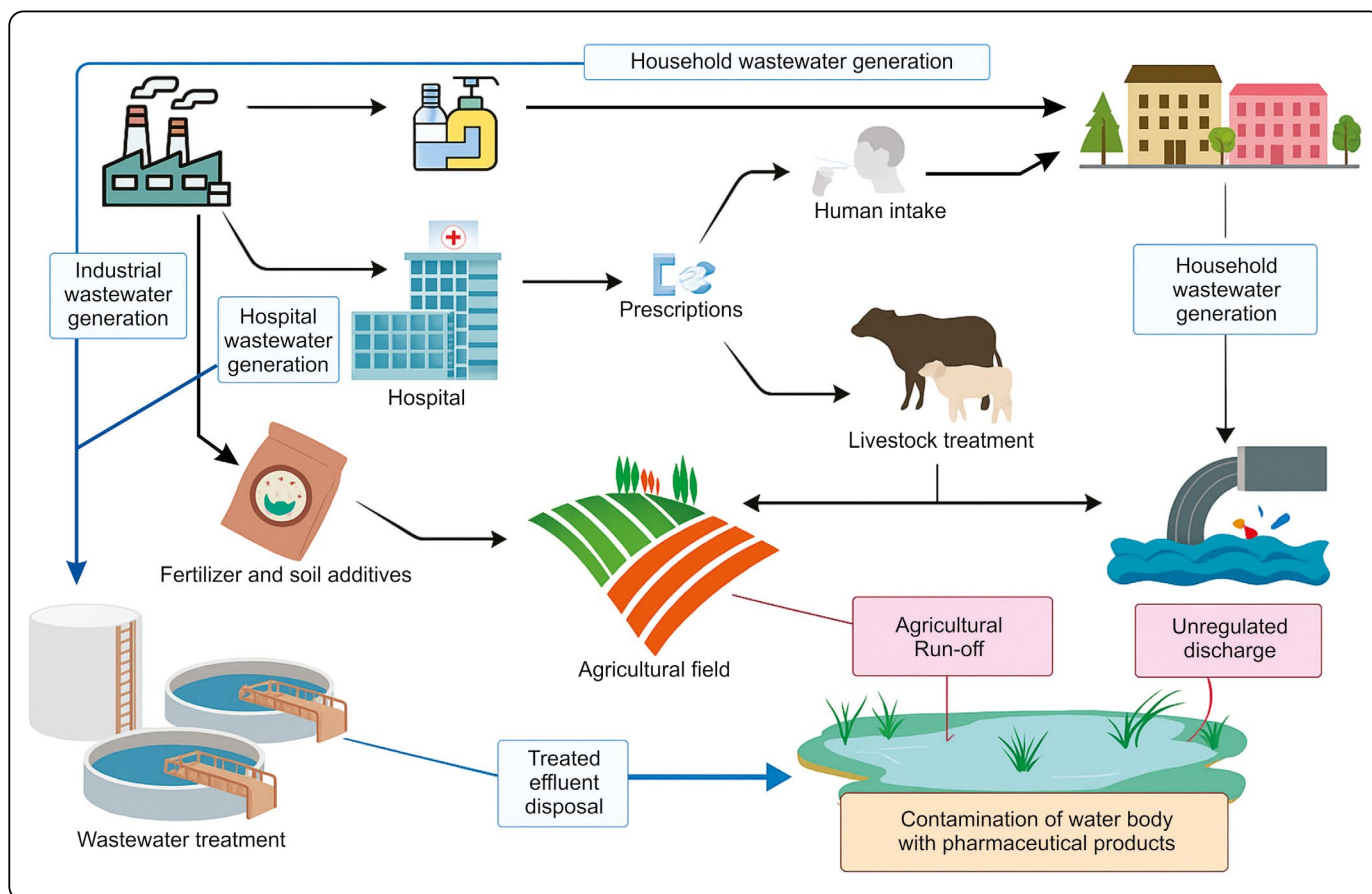 Household wastewater generation
Human intake
Industrial
wastewater
generation
Hospital
wastewater
generation
Hospital
Prescriptions
Household
wastewater
generation
Livestock treatment
Fertilizer and soil additives
Agricultural field
Agricultural
Run-off
Unregulated
discharge
Treated
effluent
disposal
Wastewater treatment
Contamination of water body
with pharmaceutical products